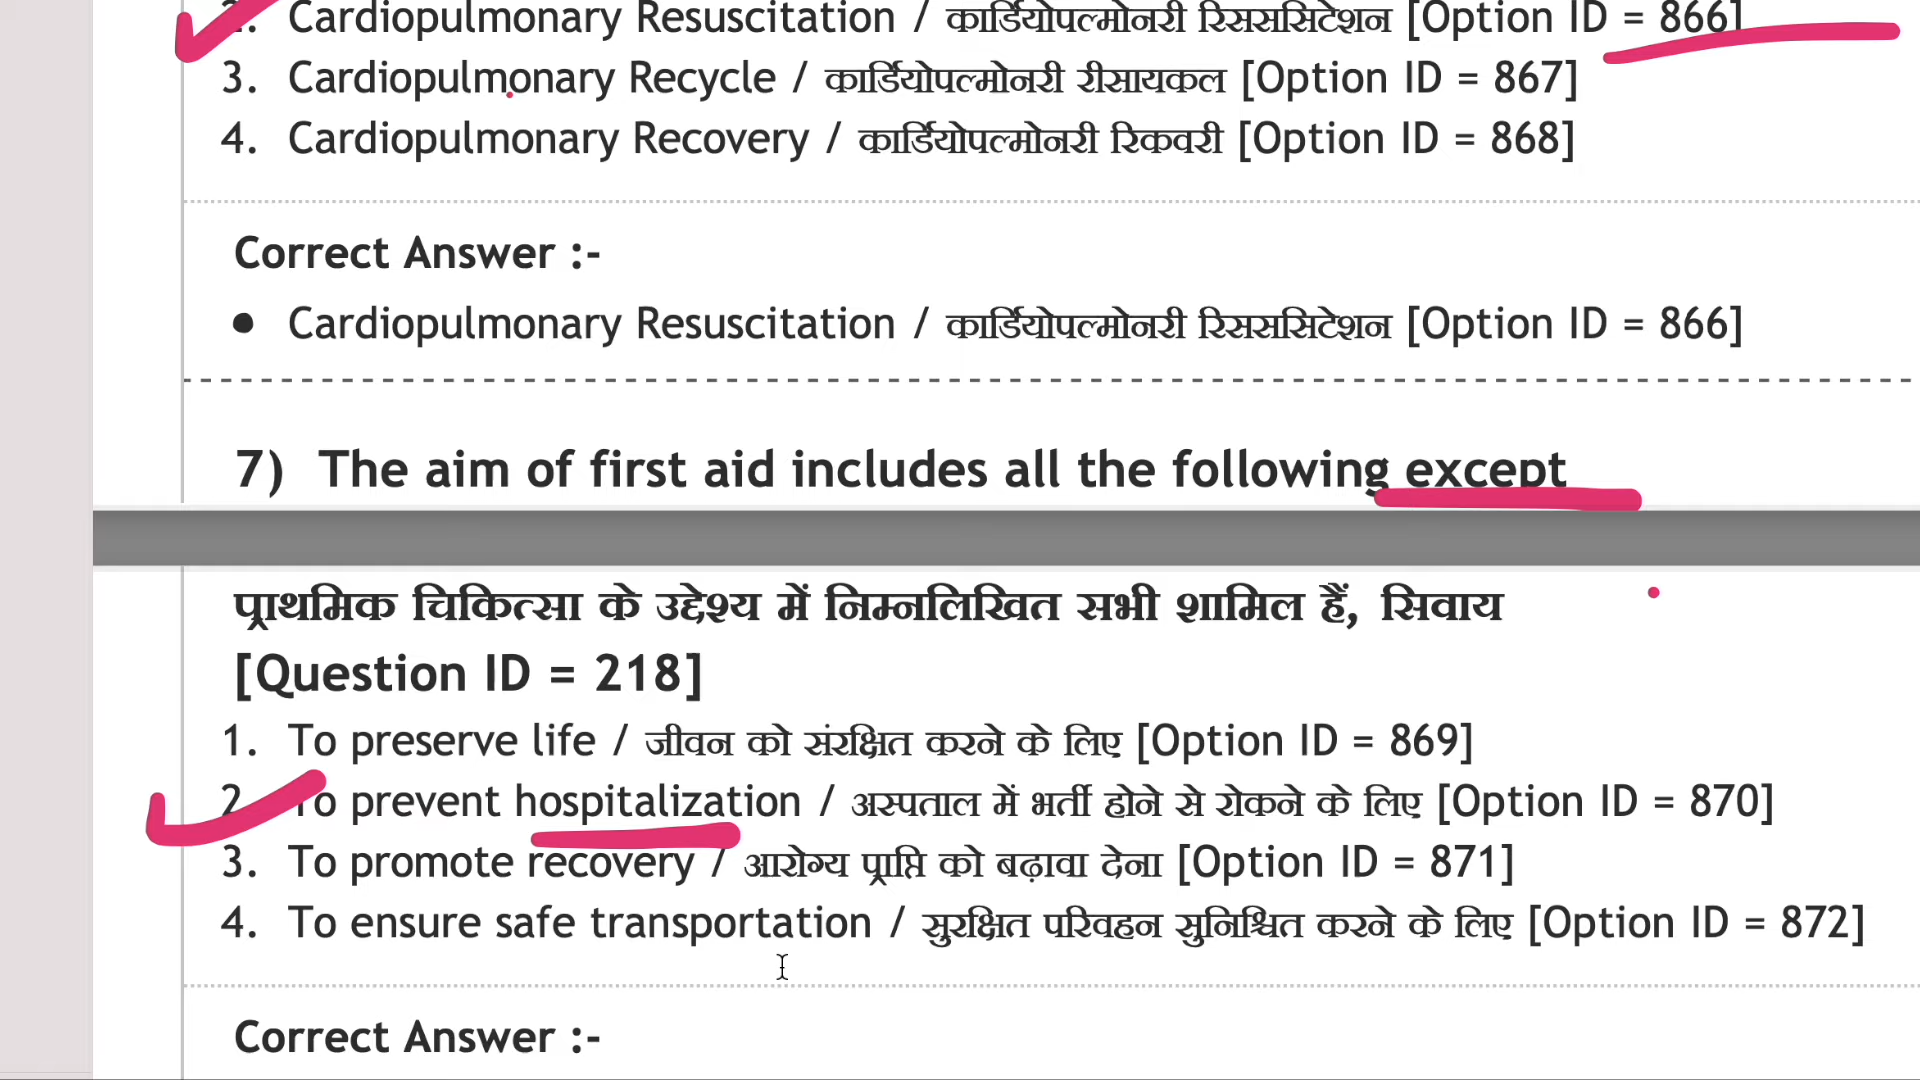 2. Cardiopulmonary Resuscitation / कार्डियोपल्मोनरी रिसससिटेशन [Option ID = 866]
3. Cardiopulmonary Recycle / कार्डियोपल्मोनरी रीसायकल [Option ID = 867]
4. Cardiopulmonary Recovery / कार्डियोपल्मोनरी रिकवरी [Option ID = 868]
Correct Answer :-
● Cardiopulmonary Resuscitation / कार्डियोपल्मोनरी रिसससिटेशन [Option ID = 866]
7) The aim of first aid includes all the following except
प्राथमिक चिकित्सा के उद्देश्य में निम्नलिखित सभी शामिल हैं, सिवाय
[Question ID = 218]
1. To preserve life / जीवन को संरक्षित करने के लिए [Option ID = 869]
2. To prevent hospitalization / अस्पताल में भर्ती होने से रोकने के लिए [Option ID = 870]
3. To promote recovery / आरोग्य प्राप्ति को बढ़ावा देना [Option ID = 871]
4. To ensure safe transportation / सुरक्षित परिवहन सुनिश्चित करने के लिए [Option ID = 872]
Correct Answer :-